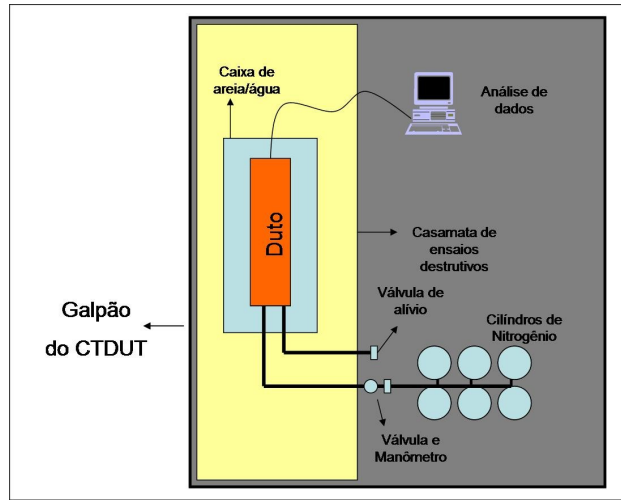 Caixa de
areia/água
Análise de
dados
Duto
Casamata de
ensaios
destrutivos
Galpão
do CTDUT
Válvula de
alívio
Cilíndros de
Nitrogênio
Válvula e
Manômetro